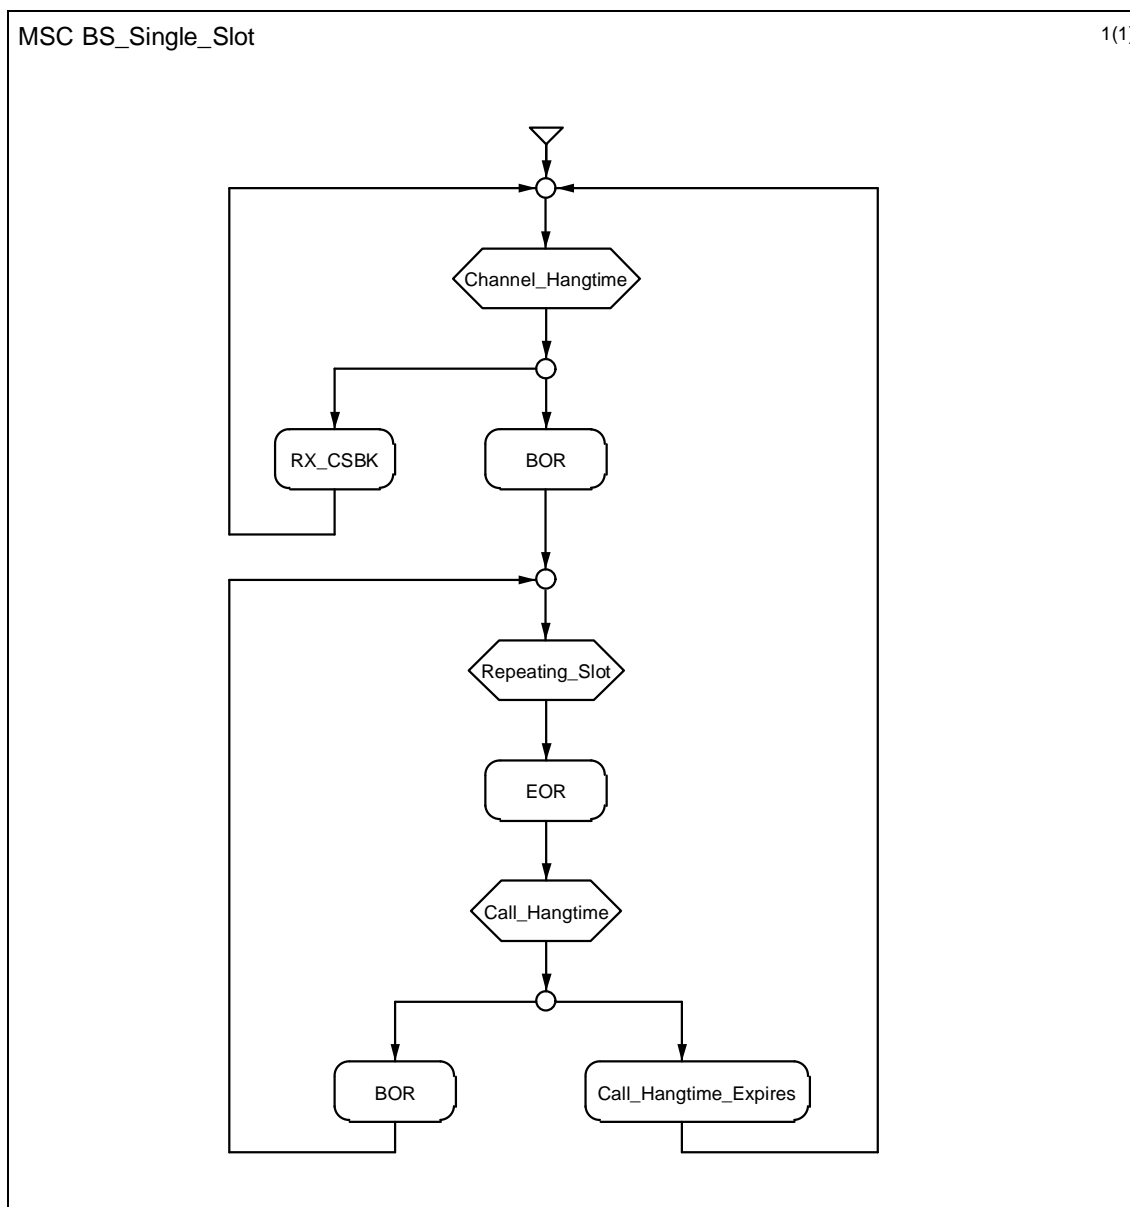 MSC BS_Single_Slot
1(1)
Channel_Hangtime
RX_CSBK
BOR
Repeating_Slot
EOR
Call_Hangtime
BOR
Call_Hangtime_Expires